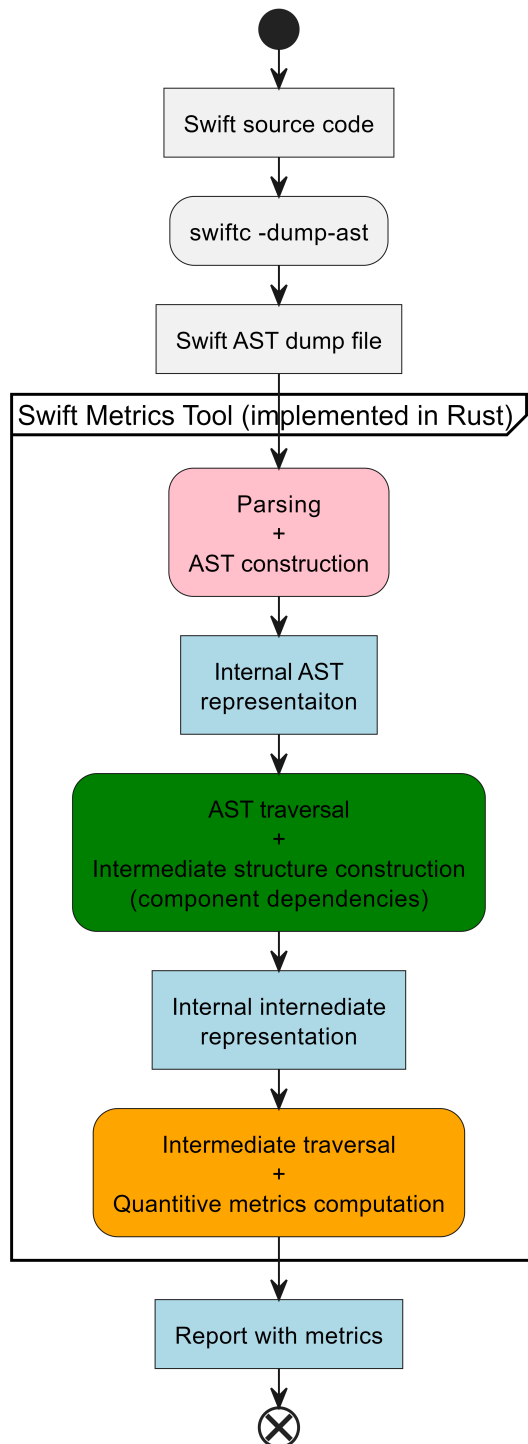 Swift source code
swiftc -dump-ast
Swift AST dump file
Swift Metrics Tool (implemented in Rust)
Parsing
+
AST construction
Internal AST
representaiton
AST traversal
+
Intermediate structure construction
(component dependencies)
Internal internediate
representation
Intermediate traversal
+
Quantitive metrics computation
Report with metrics